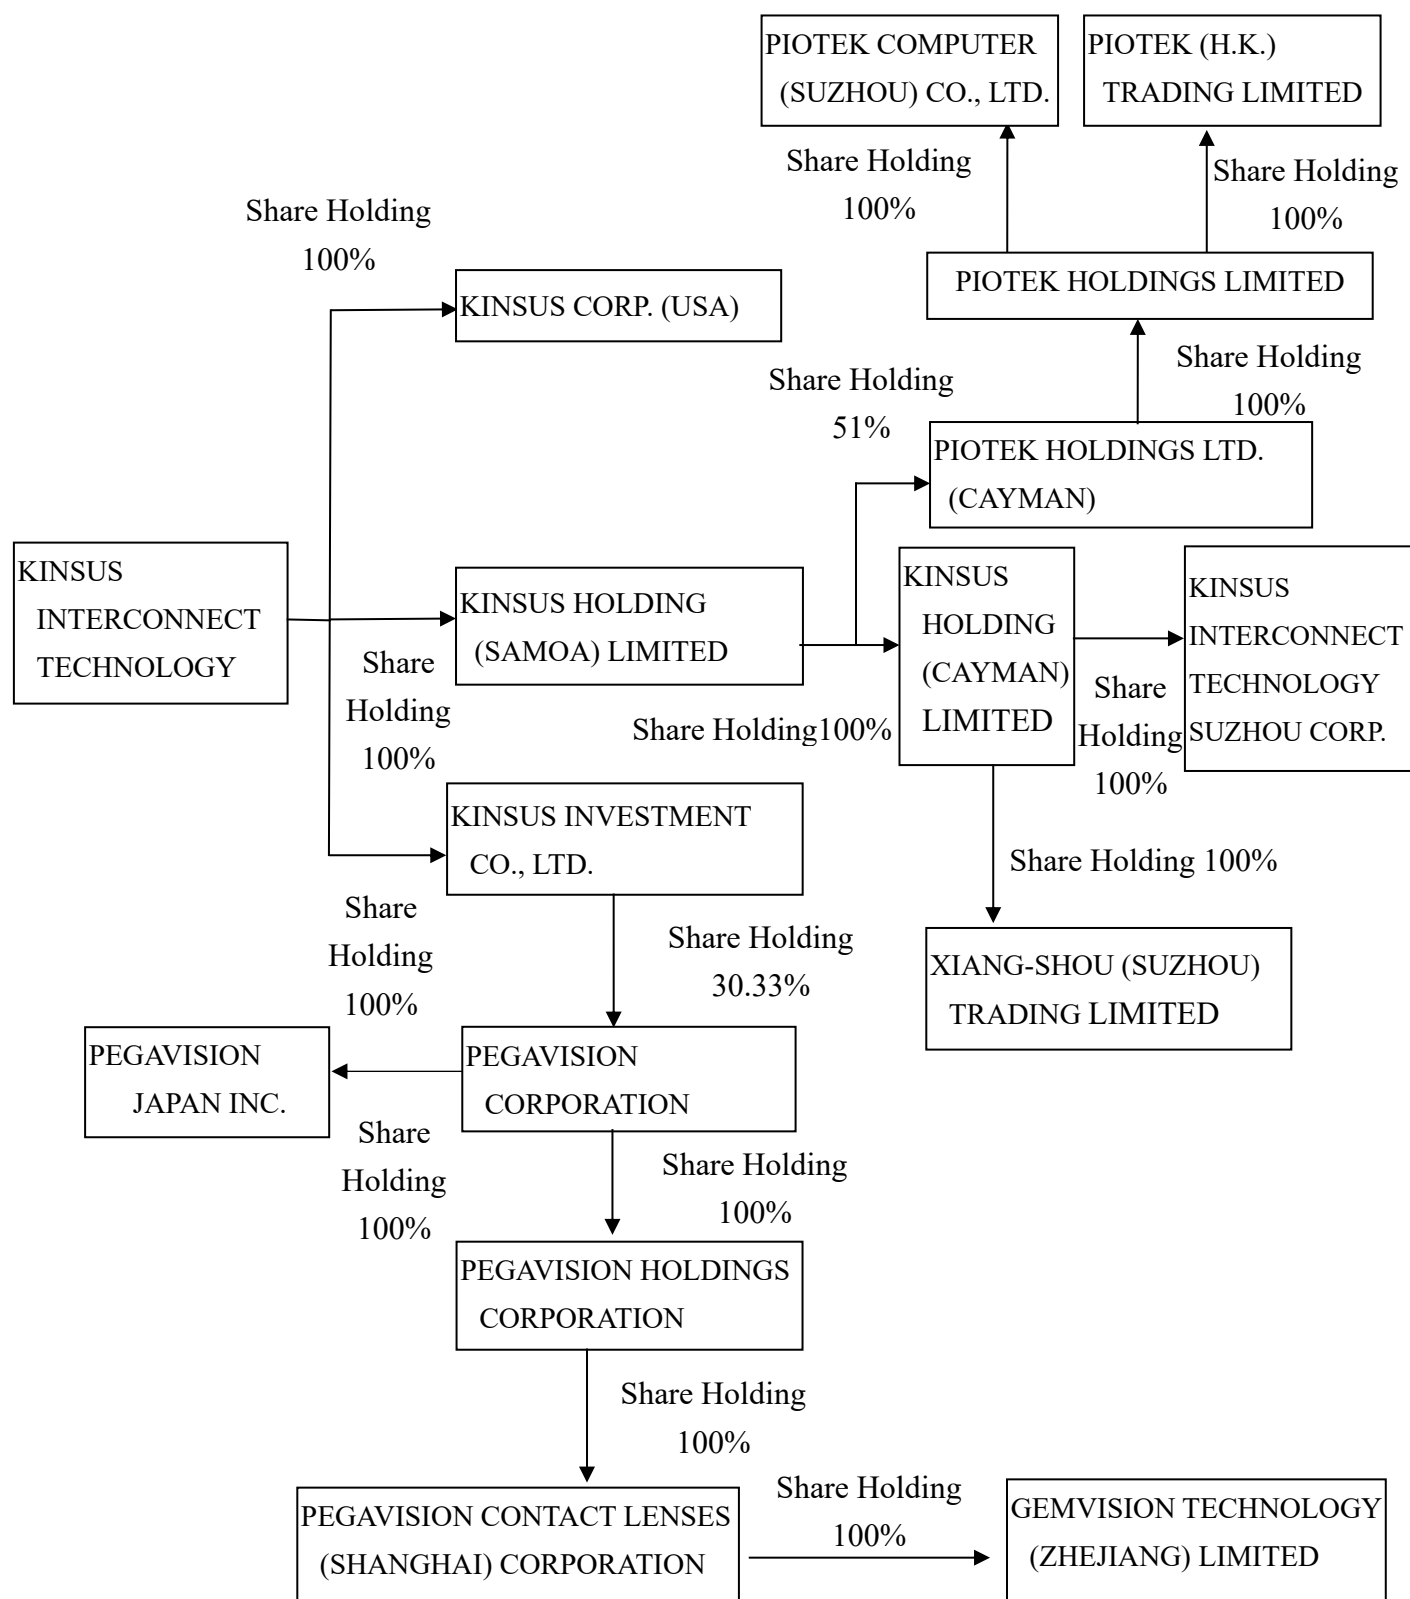 PIOTEK COMPUTER
(SUZHOU) CO., LTD.
PIOTEK (H.K.)
TRADING LIMITED
Share Holding
100%
Share Holding
100%
Share Holding
100%
PIOTEK HOLDINGS LIMITED
KINSUS CORP. (USA)
Share Holding
100%
Share Holding
51%
PIOTEK HOLDINGS LTD.
(CAYMAN)
KINSUS
INTERCONNECT
TECHNOLOGY
KINSUS HOLDING
(SAMOA) LIMITED
KINSUS
HOLDING
(CAYMAN)
LIMITED
KINSUS
INTERCONNECT
TECHNOLOGY
SUZHOU CORP.
Share
Holding
100%
Share Holding100%
Share
Holding
100%
KINSUS INVESTMENT
CO., LTD.
Share Holding 100%
Share
Holding
100%
Share Holding
30.33%
XIANG-SHOU (SUZHOU)
TRADING LIMITED
PEGAVISION
JAPAN INC.
PEGAVISION
CORPORATION
Share
Holding
100%
Share Holding
100%
PEGAVISION HOLDINGS
CORPORATION
Share Holding
100%
PEGAVISION CONTACT LENSES
(SHANGHAI) CORPORATION
Share Holding
100%
GEMVISION TECHNOLOGY
(ZHEJIANG) LIMITED